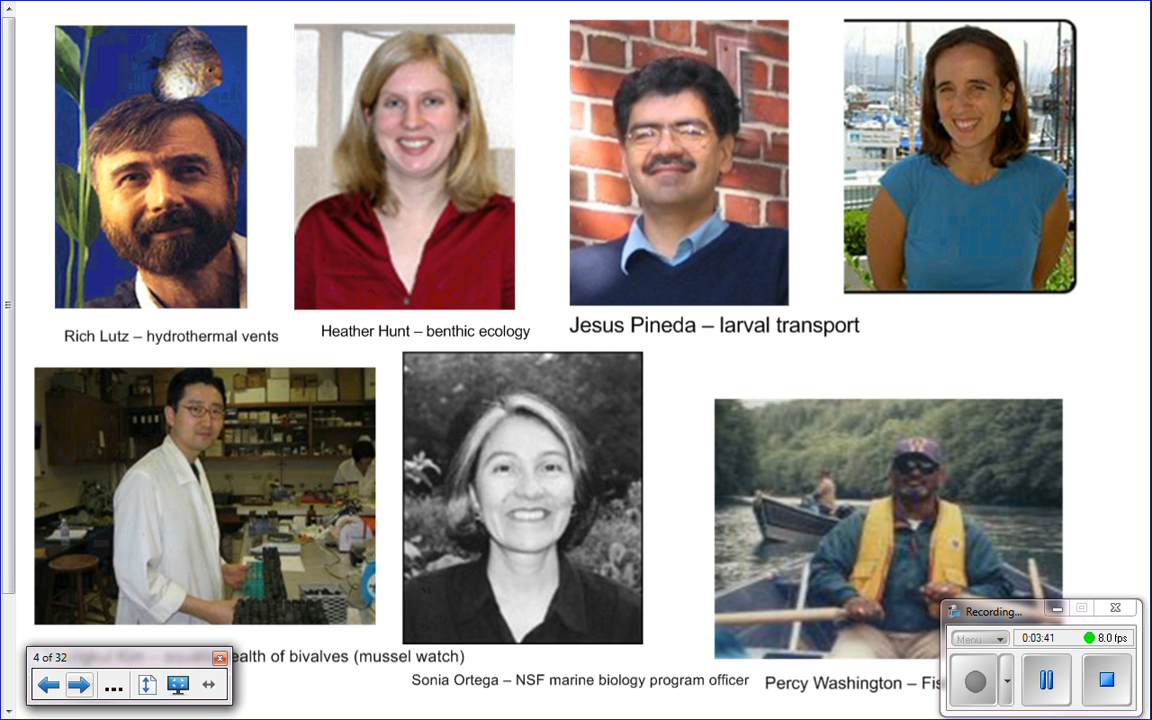 Rich Lutz – hydrothermal vents
Heather Hunt – benthic ecology
Jesus Pineda – larval transport
ealth of bivalves (mussel watch)
Sonia Ortega – NSF marine biology program officer
Percy Washington – Fis
4 of 32
Recording...
Menu
0:03:41
8.0 fps